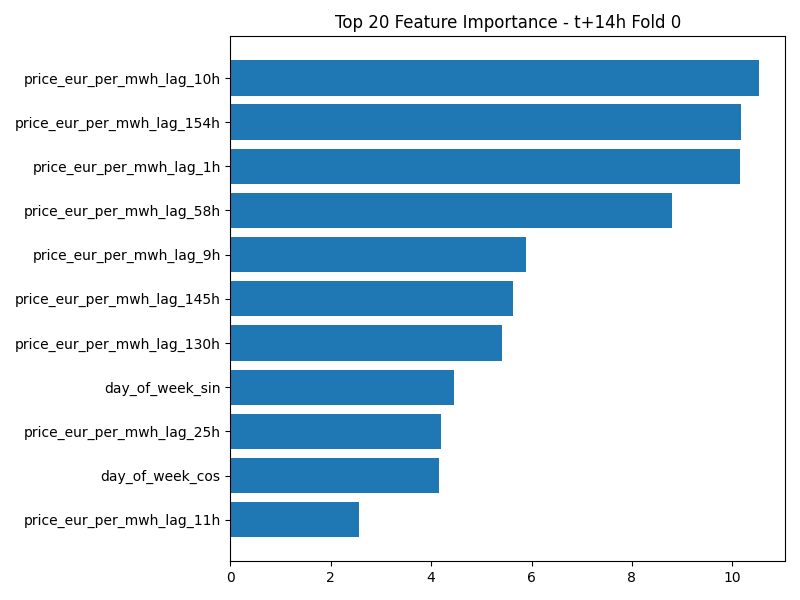 Top 20 Feature Importance - t+14h Fold 0
price_eur_per_mwh_lag_10h
price_eur_per_mwh_lag_154h
price_eur_per_mwh_lag_1h
price_eur_per_mwh_lag_58h
price_eur_per_mwh_lag_9h
price_eur_per_mwh_lag_145h
price_eur_per_mwh_lag_130h
day_of_week_sin
price_eur_per_mwh_lag_25h
day_of_week_cos
price_eur_per_mwh_lag_11h
0 2 4 6 8 10